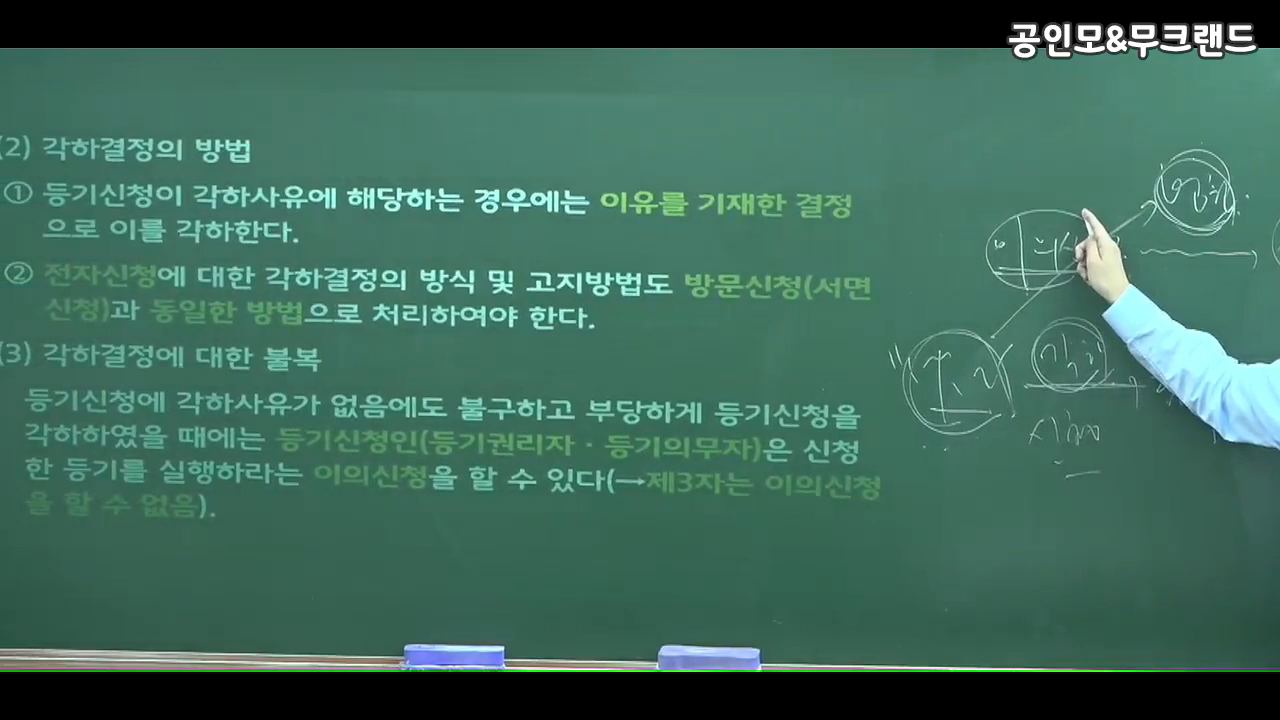 공인모&무크랜드
(2) 각하결정의 방법
① 등기신청이 각하사유에 해당하는 경우에는 이유를 기재한 결정
으로 이를 각하한다.
② 전자신청에 대한 각하결정의 방식 및 고지방법도 방문신청(서면
신청)과 동일한 방법으로 처리하여야 한다.
(3) 각하결정에 대한 불복
등기신청에 각하사유가 없음에도 불구하고 부당하게 등기신청을
각하하였을 때에는 등기신청인(등기권리자 · 등기의무자)은 신청
한 등기를 실행하라는 이의신청을 할 수 있다(→제3자는 이의신청
을 할 수 없음).